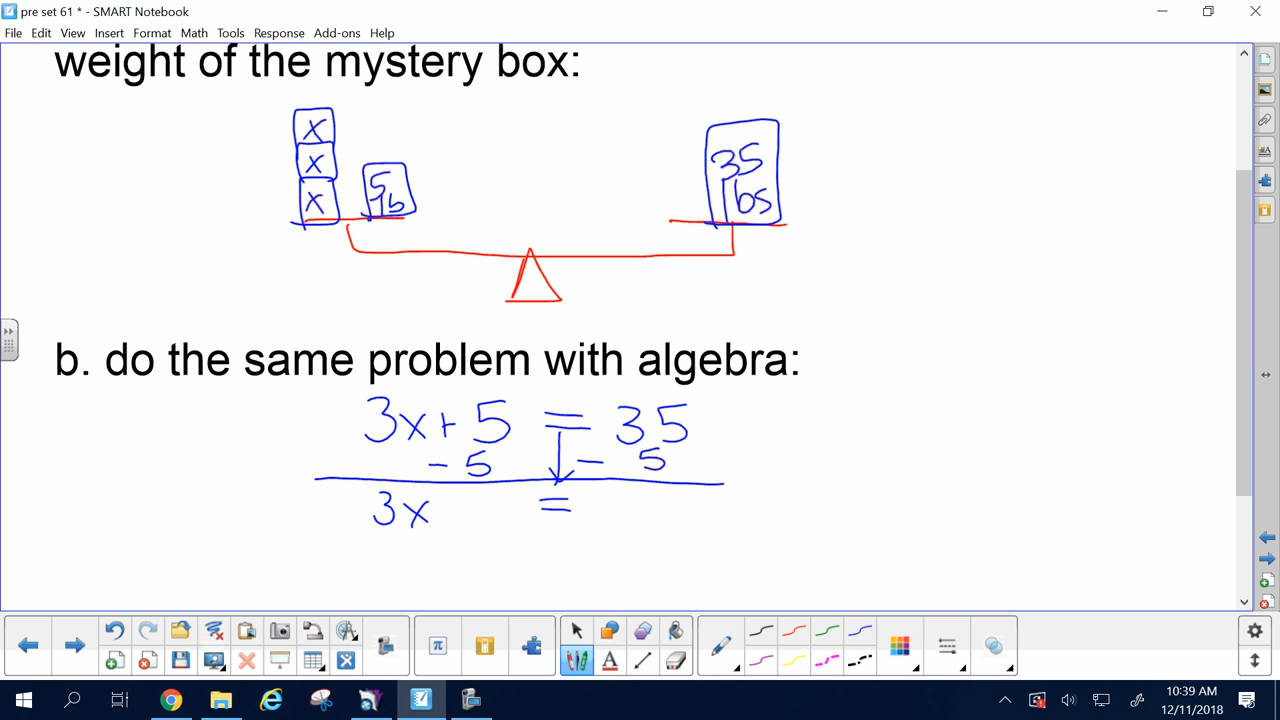 pre set 61 * - SMART Notebook
File Edit View Insert Format Math Tools Response Add-ons Help
weight of the mystery box:
x
x
x
5
lb
35
lbs
b. do the same problem with algebra:
3x + 5 = 35
- 5 - 5
3x =
π
A
10:39 AM
12/11/2018